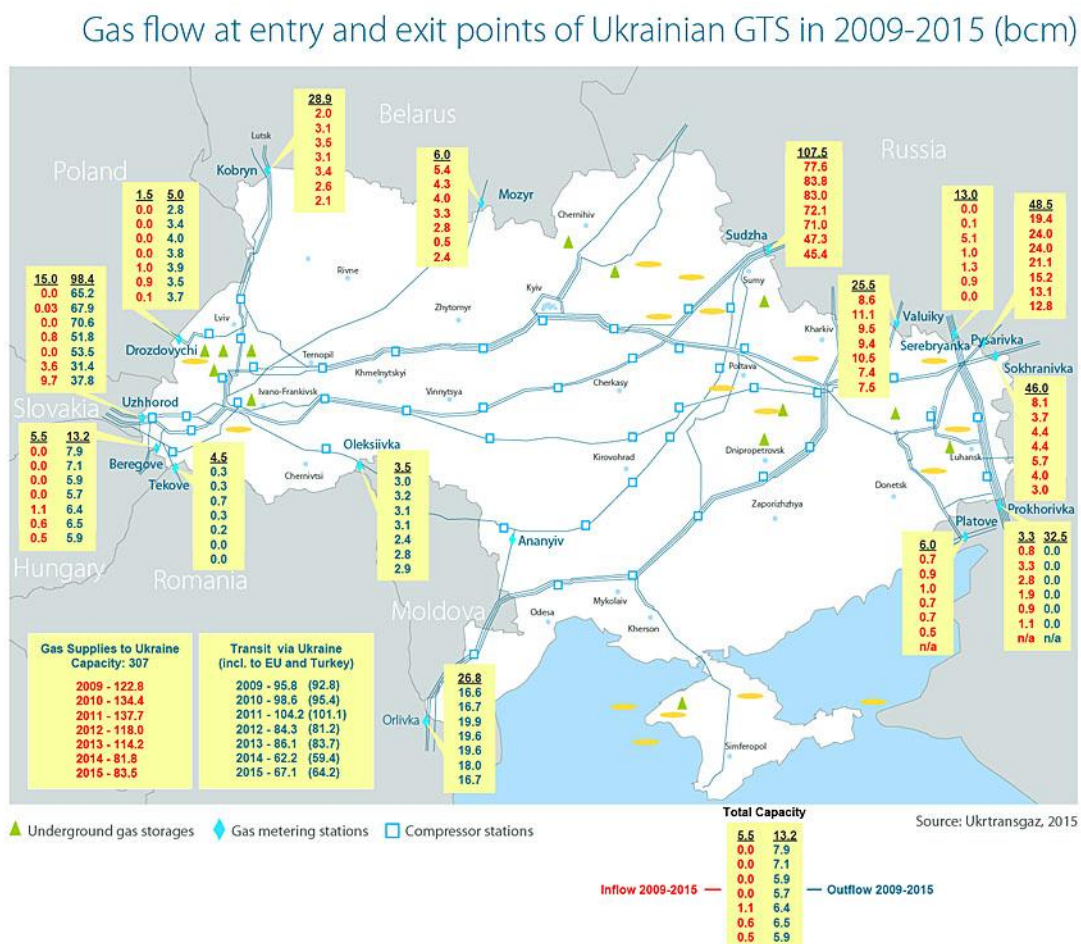 Gas flow at entry and exit points of Ukrainian GTS in 2009-2015 (bcm)
Belarus
Russia
Poland
Slovakia
Hungary
Romania
Moldova
Lutsk
Kobryn
28.9
2.0
3.1
3.5
3.1
3.4
2.6
2.1
6.0
5.4
4.3
4.0
3.3
2.8
0.5
2.4
Mozyr
Chernihiv
107.5
77.6
83.8
83.0
72.1
71.0
47.3
45.4
Sudzha
Sumy
13.0
0.0
0.1
5.1
1.0
1.3
0.9
0.0
48.5
19.4
24.0
24.0
21.1
15.2
13.1
12.8
1.5 5.0
0.0 2.8
0.0 3.4
0.0 4.0
0.0 3.8
1.0 3.9
0.9 3.5
0.1 3.7
Rivne
Zhytomyr
Kyiv
Lviv
Drozdovychi
15.0 98.4
0.0 65.2
0.03 67.9
0.0 70.6
0.8 51.8
0.0 53.5
3.6 31.4
9.7 37.8
Ternopil
Khmelnytskyi
Vinnytsya
Cherkasy
Poltava
Kharkiv
25.5
8.6
11.1
9.5
9.4
10.5
7.4
7.5
Valuiky
Serebryanka
Pysarivka
Sokhranivka
46.0
8.1
3.7
4.4
4.4
5.7
4.0
3.0
Uzhhorod
Ivano-Frankivsk
Beregove
Tekove
5.5 13.2
0.0 7.9
0.0 7.1
0.0 5.9
0.0 5.7
1.1 6.4
0.6 6.5
0.5 5.9
4.5
0.3
0.3
0.7
0.3
0.2
0.0
0.0
Chernivtsi
Oleksiivka
3.5
3.0
3.2
3.1
3.1
2.4
2.8
2.9
Kirovohrad
Dnipropetrovsk
Zaporizhzhya
Donetsk
Luhansk
Prokhorivka
3.3 32.5
0.8 0.0
3.3 0.0
2.8 0.0
1.9 0.0
0.9 0.0
1.1 0.0
n/a n/a
Platove
6.0
0.7
0.9
1.0
0.7
0.7
0.5
n/a
Ananyiv
Odesa
Mykolaiv
Kherson
Simferopol
Orlivka
26.8
16.6
16.7
19.9
19.6
19.6
18.0
16.7
Gas Supplies to Ukraine
Capacity: 307
2009 - 122.8
2010 - 134.4
2011 - 137.7
2012 - 118.0
2013 - 114.2
2014 - 81.8
2015 - 83.5
Transit via Ukraine
(incl. to EU and Turkey)
2009 - 95.8 (92.8)
2010 - 98.6 (95.4)
2011 - 104.2 (101.1)
2012 - 84.3 (81.2)
2013 - 86.1 (83.7)
2014 - 62.2 (59.4)
2015 - 67.1 (64.2)
Underground gas storages
Gas metering stations
Compressor stations
Source: Ukrtransgaz, 2015
Total Capacity
5.5 13.2
0.0 7.9
0.0 7.1
0.0 5.9
0.0 5.7
1.1 6.4
0.6 6.5
0.5 5.9
Inflow 2009-2015
Outflow 2009-2015